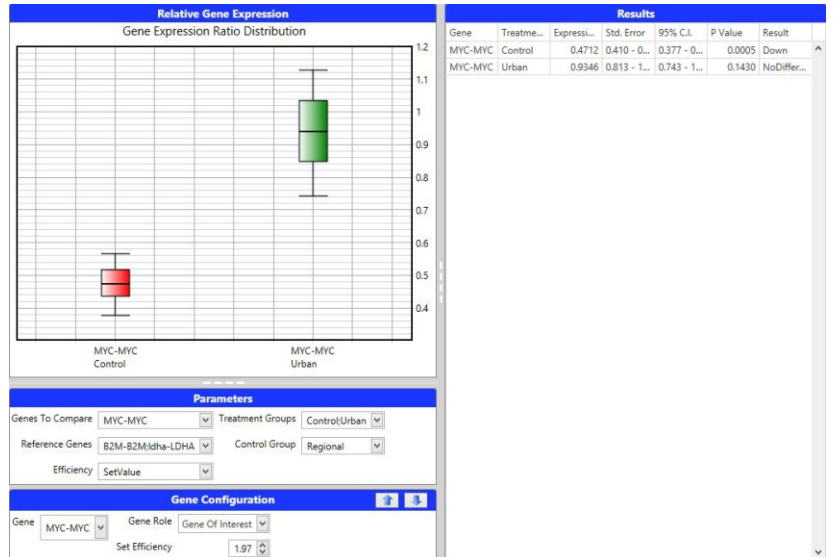 Relative Gene Expression
Gene Expression Ratio Distribution
1.2
1.1
1
0.9
0.8
0.7
0.6
0.5
0.4
MYC-MYC MYC-MYC
Control Urban
Parameters
Genes To Compare MYC-MYC Treatment Groups Control;Urban
Reference Genes B2M-B2M;ldha-LDHA Control Group Regional
Efficiency SetValue
Gene Configuration
Gene MYC-MYC Gene Role Gene Of Interest
Set Efficiency 1.97
Results
Gene Treatme... Expressi... Std. Error 95% C.I. P Value Result
MYC-MYC Control 0.4712 0.410 - 0... 0.377 - 0... 0.0005 Down
MYC-MYC Urban 0.9346 0.813 - 1... 0.743 - 1... 0.1430 NoDiffer...